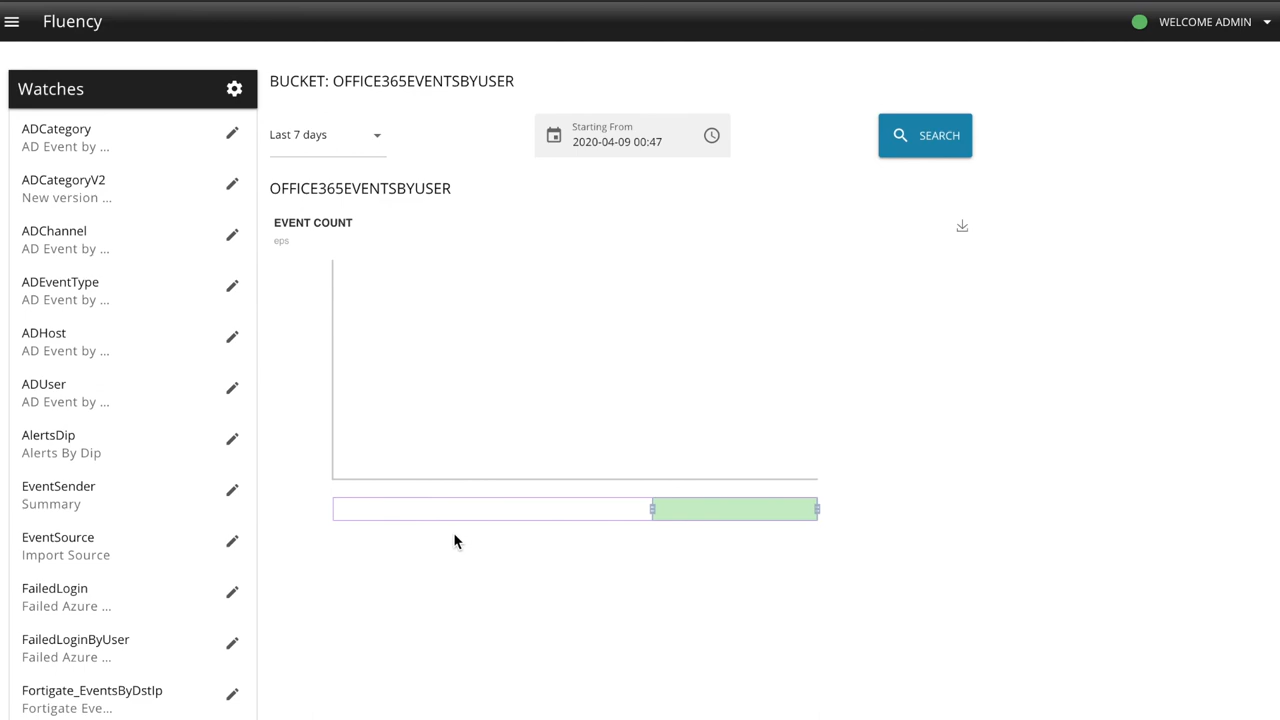 Fluency
WELCOME ADMIN
Watches
ADCategory
AD Event by ...
ADCategoryV2
New version ...
ADChannel
AD Event by ...
ADEventType
AD Event by ...
ADHost
AD Event by ...
ADUser
AD Event by ...
AlertsDip
Alerts By Dip
EventSender
Summary
EventSource
Import Source
FailedLogin
Failed Azure ...
FailedLoginByUser
Failed Azure ...
Fortigate_EventsByDstIp
Fortigate Eve...
BUCKET: OFFICE365EVENTSBYUSER
Last 7 days
Starting From
2020-04-09 00:47
SEARCH
OFFICE365EVENTSBYUSER
EVENT COUNT
eps